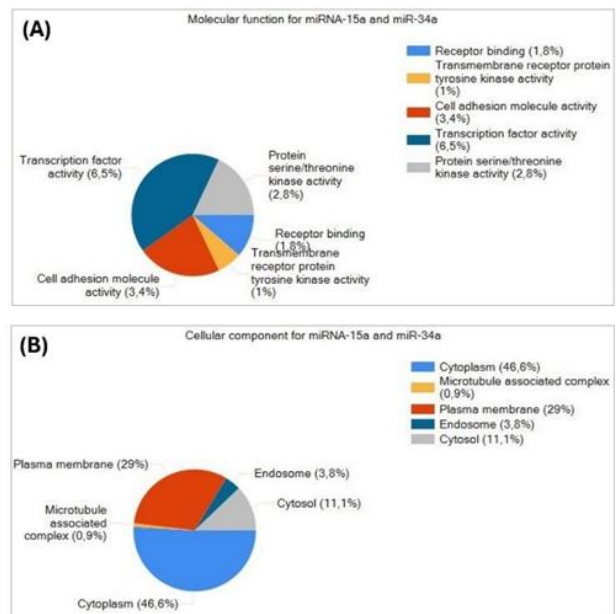 (A)
Molecular function for miRNA-15a and miR-34a
Receptor binding (1,8%)
Transmembrane receptor protein
tyrosine kinase activity
(1%)
Cell adhesion molecule activity
(3,4%)
Transcription factor activity
(6,5%)
Protein serine/threonine
kinase activity (2,8%)
Transcription factor
activity (6,5%)
Protein
serine/threonine
kinase activity
(2,8%)
Receptor binding
(1,8%)
Transmembrane
receptor protein
tyrosine kinase activity
(1%)
Cell adhesion molecule
activity (3,4%)
(B)
Cellular component for miRNA-15a and miR-34a
Cytoplasm (46,6%)
Microtubule associated complex
(0,9%)
Plasma membrane (29%)
Endosome (3,8%)
Cytosol (11,1%)
Plasma membrane (29%)
Endosome (3,8%)
Cytosol (11,1%)
Microtubule
associated
complex (0,9%)
Cytoplasm (46,6%)